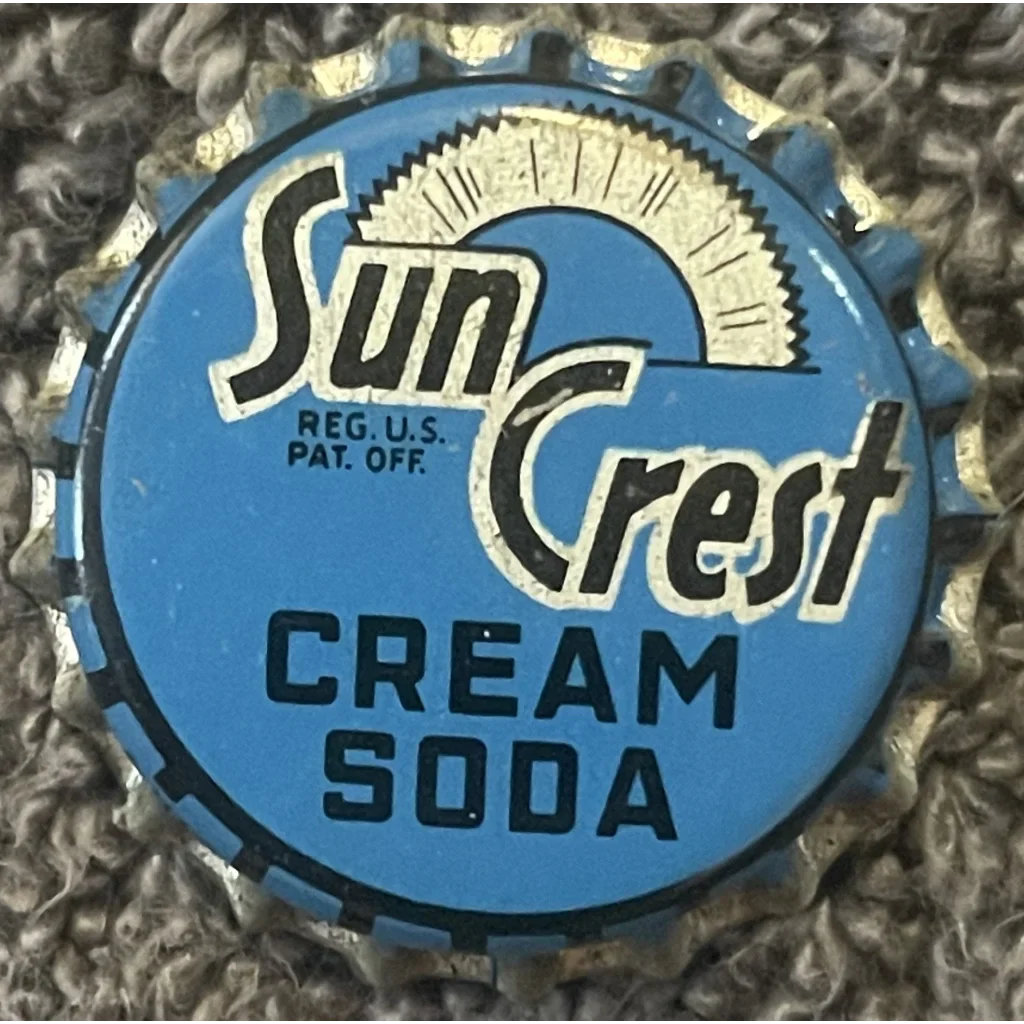 Sun
Crest
REG. U.S.
PAT. OFF.
CREAM
SODA